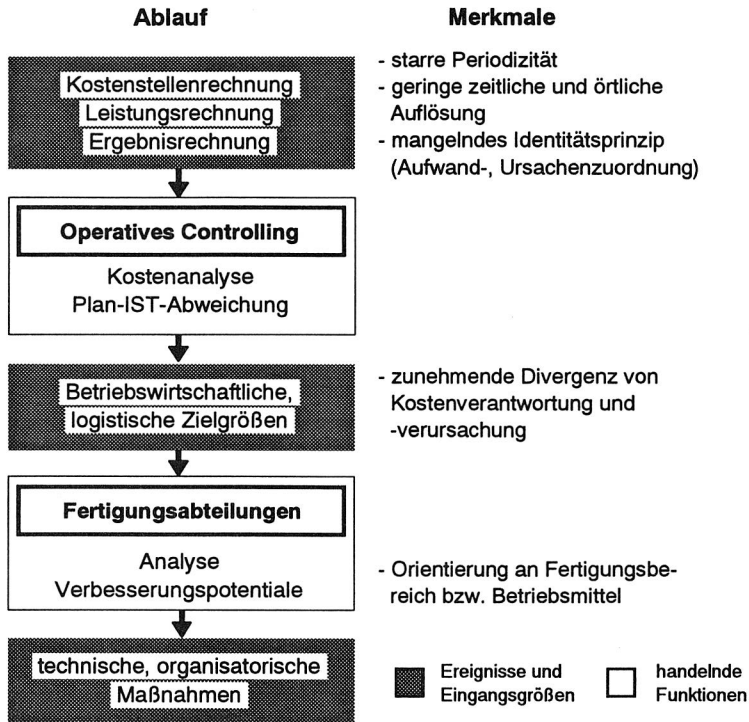 Ablauf
Merkmale
Kostenstellenrechnung
Leistungsrechnung
Ergebnisrechnung
- starre Periodizität
- geringe zeitliche und örtliche
Auflösung
- mangelndes Identitätsprinzip
(Aufwand-, Ursachenzuordnung)
Operatives Controlling
Kostenanalyse
Plan-IST-Abweichung
Betriebswirtschaftliche,
logistische Zielgrößen
- zunehmende Divergenz von
Kostenverantwortung und
-verursachung
Fertigungsabteilungen
Analyse
Verbesserungspotentiale
- Orientierung an Fertigungsbe-
reich bzw. Betriebsmittel
technische, organisatorische
Maßnahmen
Ereignisse und
Eingangsgrößen
handelnde
Funktionen